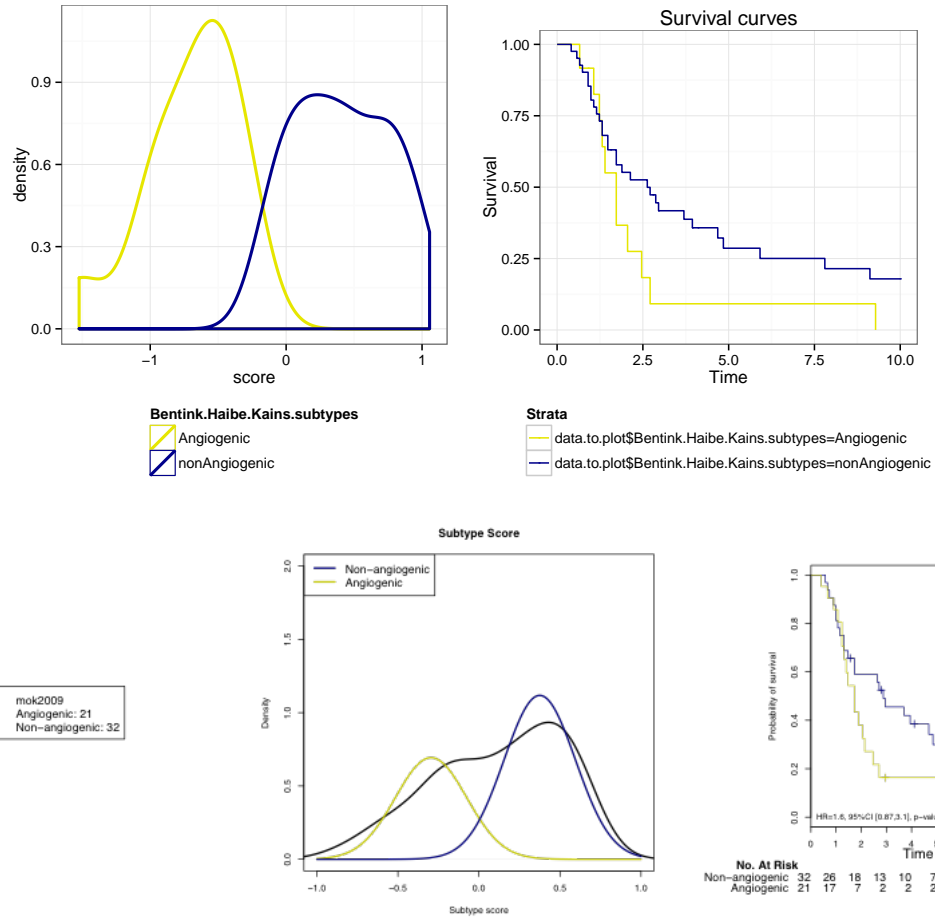 Survival curves
0.9
0.6
0.3
0.0
density
−1
0
1
score
1.00
0.75
0.50
0.25
0.00
Survival
0.0
2.5
5.0
7.5
10.0
Time
Bentink.Haibe.Kains.subtypes
Angiogenic
nonAngiogenic
Strata
data.to.plot$Bentink.Haibe.Kains.subtypes=Angiogenic
data.to.plot$Bentink.Haibe.Kains.subtypes=nonAngiogenic
mok2009
Angiogenic: 21
Non−angiogenic: 32
Subtype Score
Non−angiogenic
Angiogenic
2.0
1.5
1.0
0.5
0.0
Density
−1.0
−0.5
0.0
0.5
1.0
Subtype score
1.0
0.8
0.6
0.4
0.2
0.0
Probability of survival
HR=1.6, 95%CI [0.87,3.1], p−valu
0 1 2 3 4 5
Time
No. At Risk
Non−angiogenic 32 26 18 13 10 7
Angiogenic 21 17 7 2 2 2